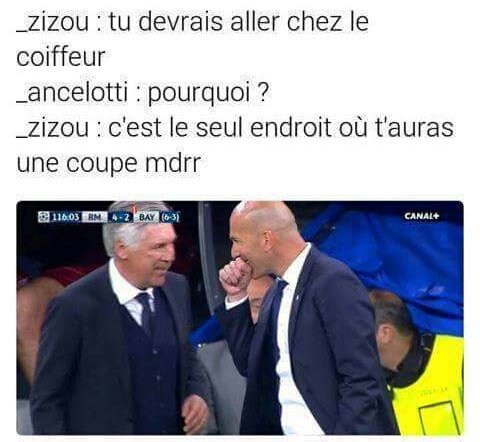 _zizou : tu devrais aller chez le
coiffeur
_ancelotti : pourquoi ?
_zizou : c'est le seul endroit où t'auras
une coupe mdrr
116:03 RM 4-2 BAY (6-3)
CANAL+